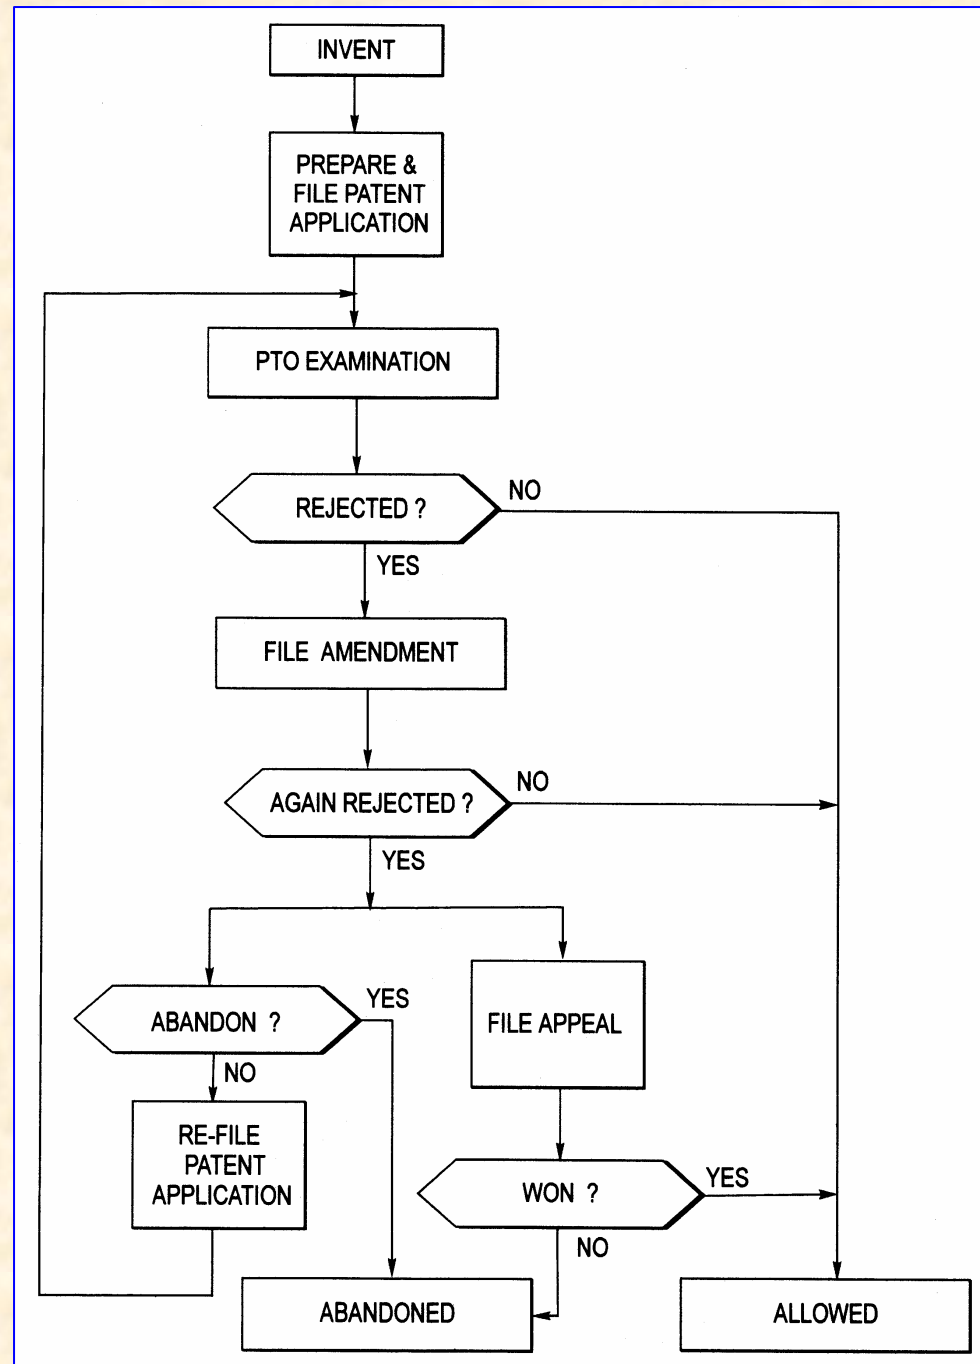 INVENT
PREPARE &
FILE PATENT
APPLICATION
PTO EXAMINATION
REJECTED ?
NO
YES
FILE AMENDMENT
AGAIN REJECTED ?
NO
YES
ABANDON ?
YES
NO
FILE APPEAL
RE-FILE
PATENT
APPLICATION
WON ?
YES
NO
ABANDONED
ALLOWED